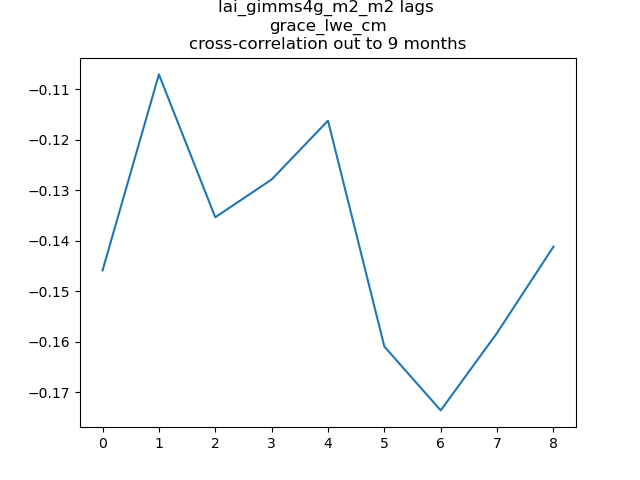 lai_gimms4g_m2_m2 lags
grace_lwe_cm
cross-correlation out to 9 months
−0.11
−0.12
−0.13
−0.14
−0.15
−0.16
−0.17
0 1 2 3 4 5 6 7 8